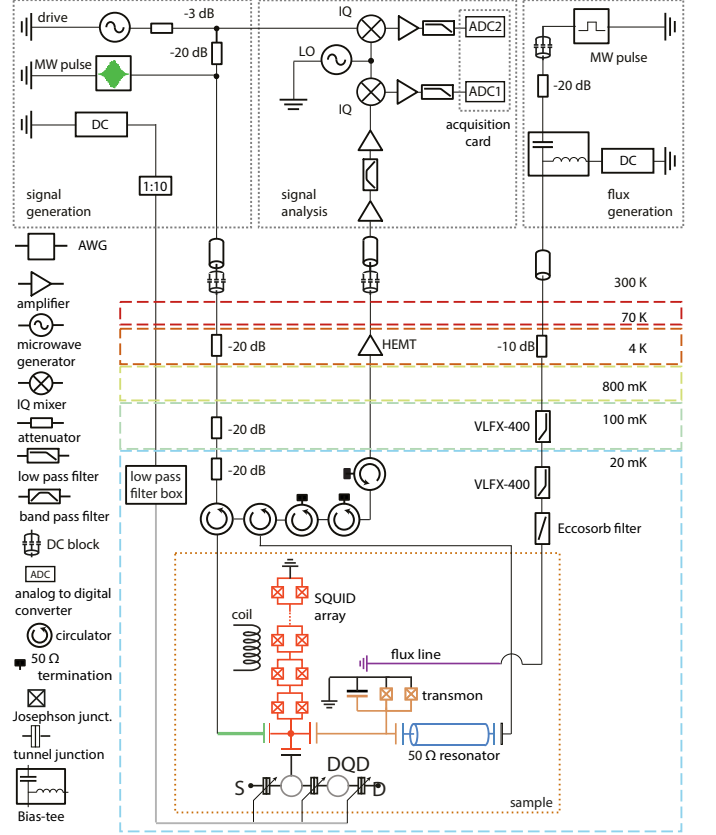 drive
-3 dB
-20 dB
MW pulse
DC
1:10
signal
generation
IQ
LO
IQ
ADC2
ADC1
acquisition
card
signal
analysis
MW pulse
-20 dB
DC
flux
generation
AWG
amplifier
microwave
generator
IQ mixer
attenuator
low pass filter
band pass filter
DC block
ADC
analog to digital
converter
circulator
50 Ω
termination
Josephson junct.
tunnel junction
Bias-tee
300 K
70 K
-20 dB
HEMT
-10 dB
4 K
800 mK
-20 dB
VLFX-400
100 mK
-20 dB
20 mK
low pass
filter box
VLFX-400
Eccosorb filter
SQUID
array
coil
flux line
transmon
50 Ω resonator
DQD
S
D
sample